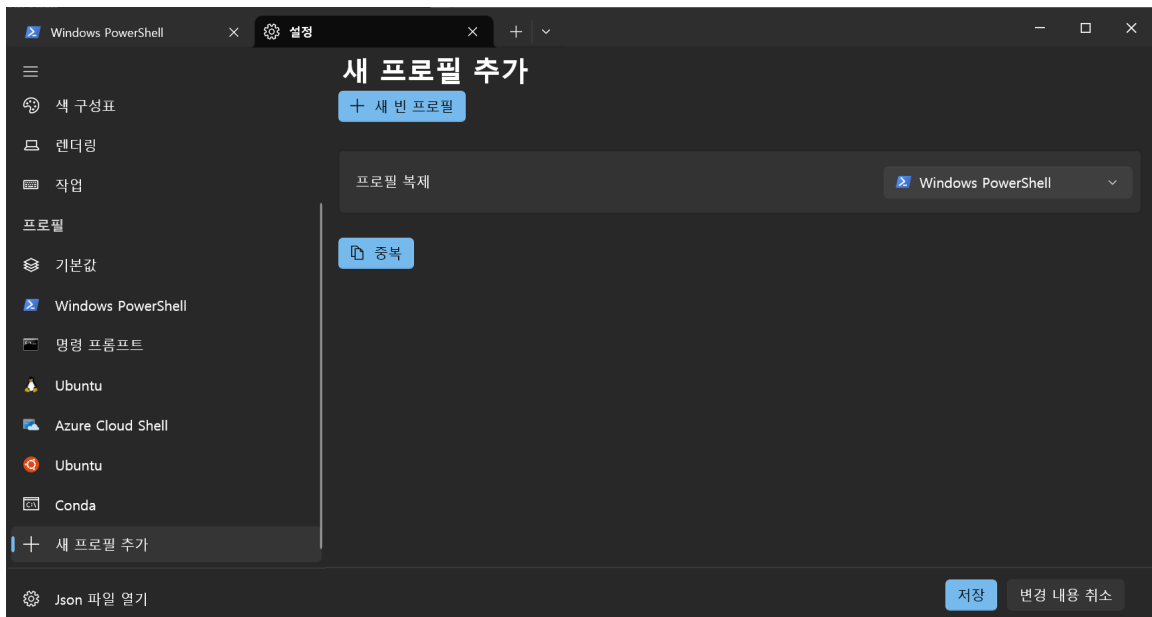 Windows PowerShell
설정
새 프로필 추가
+ 새 빈 프로필
색 구성표
렌더링
작업
프로필 복제
Windows PowerShell
프로필
중복
기본값
Windows PowerShell
명령 프롬프트
Ubuntu
Azure Cloud Shell
Ubuntu
Conda
새 프로필 추가
Json 파일 열기
저장
변경 내용 취소